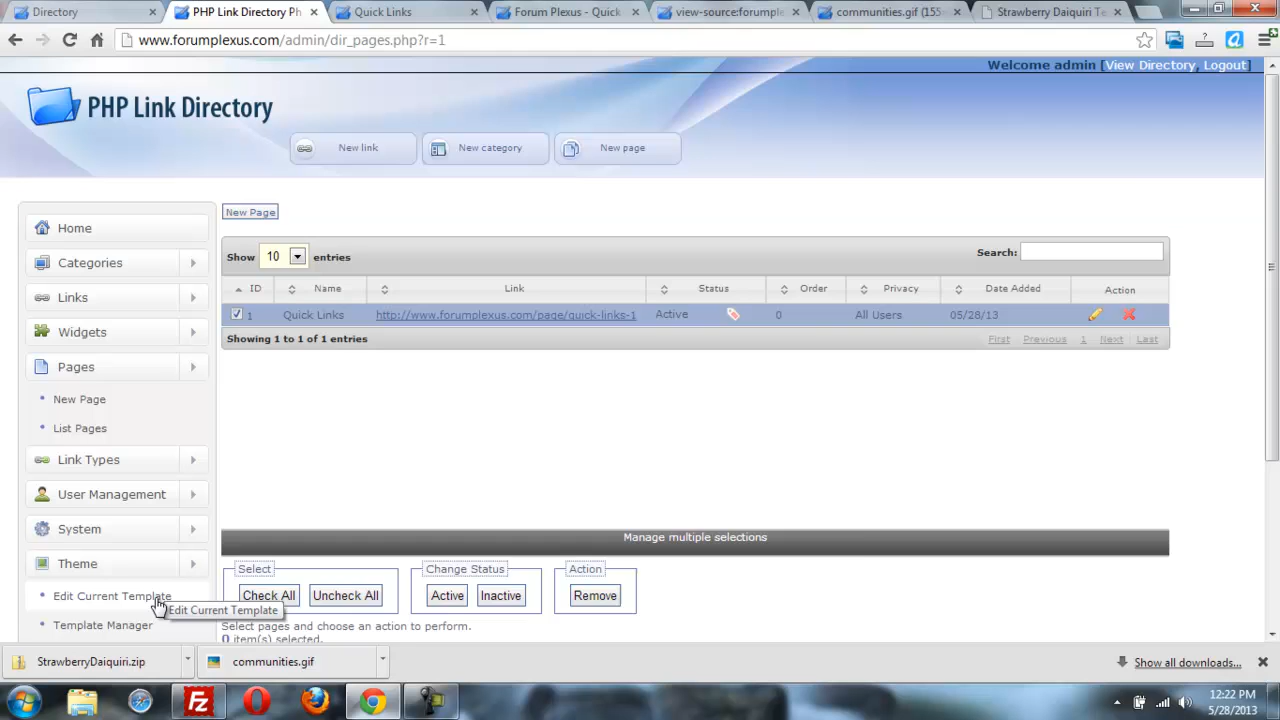 Directory
PHP Link Directory Ph
Quick Links
Forum Plexus - Quick
view-source:forumple
communities.gif (155
Strawberry Daiquiri Te
www.forumplexus.com/admin/dir_pages.php?r=1
Welcome admin [View Directory, Logout]
PHP Link Directory
New link
New category
New page
Home
Categories
Links
Widgets
Pages
New Page
List Pages
Link Types
User Management
System
Theme
Edit Current Template
Edit Current Template
Template Manager
New Page
Show 10 entries
Search:
ID Name Link Status Order Privacy Date Added Action
1 Quick Links http://www.forumplexus.com/page/quick-links-1 Active 0 All Users 05/28/13
Showing 1 to 1 of 1 entries
First Previous 1 Next Last
Manage multiple selections
Select
Check All Uncheck All
Change Status
Active Inactive
Action
Remove
Select pages and choose an action to perform.
0 item(s) selected.
StrawberryDaiquiri.zip
communities.gif
Show all downloads...
12:22 PM
5/28/2013